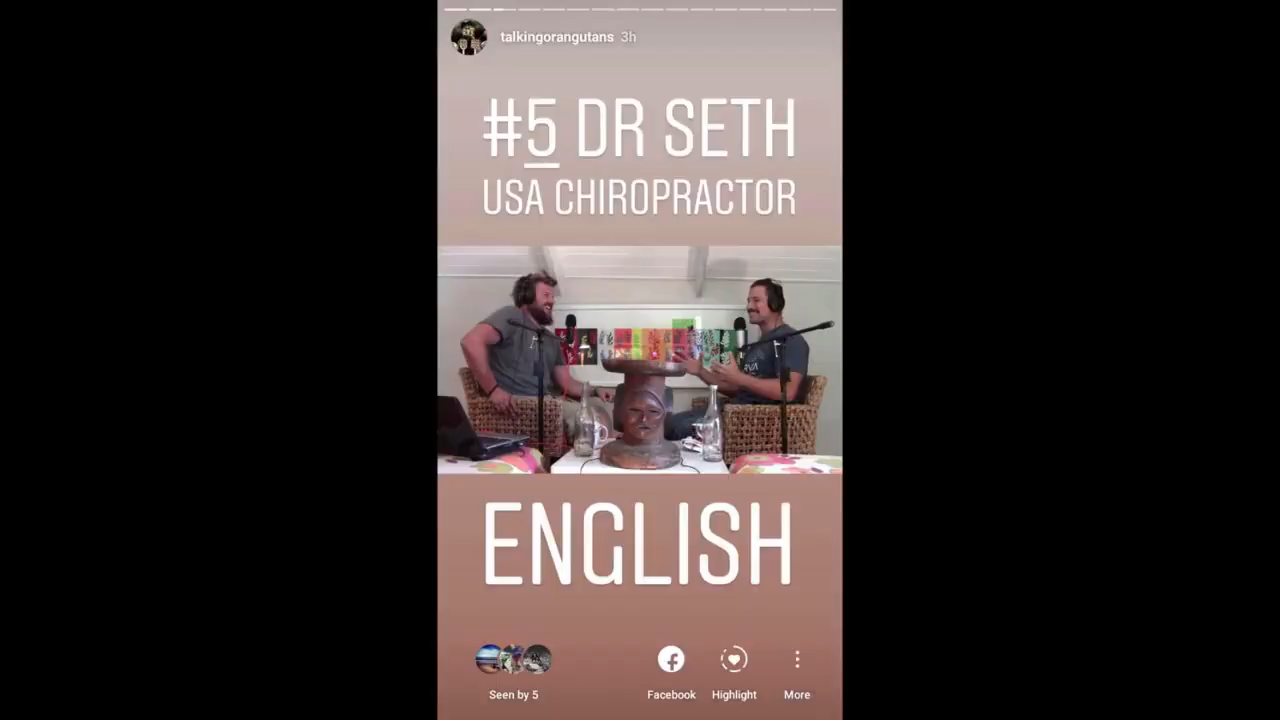 talkingorangutans 3h
#5 DR SETH
USA CHIROPRACTOR
ENGLISH
Seen by 5
Facebook
Highlight
More